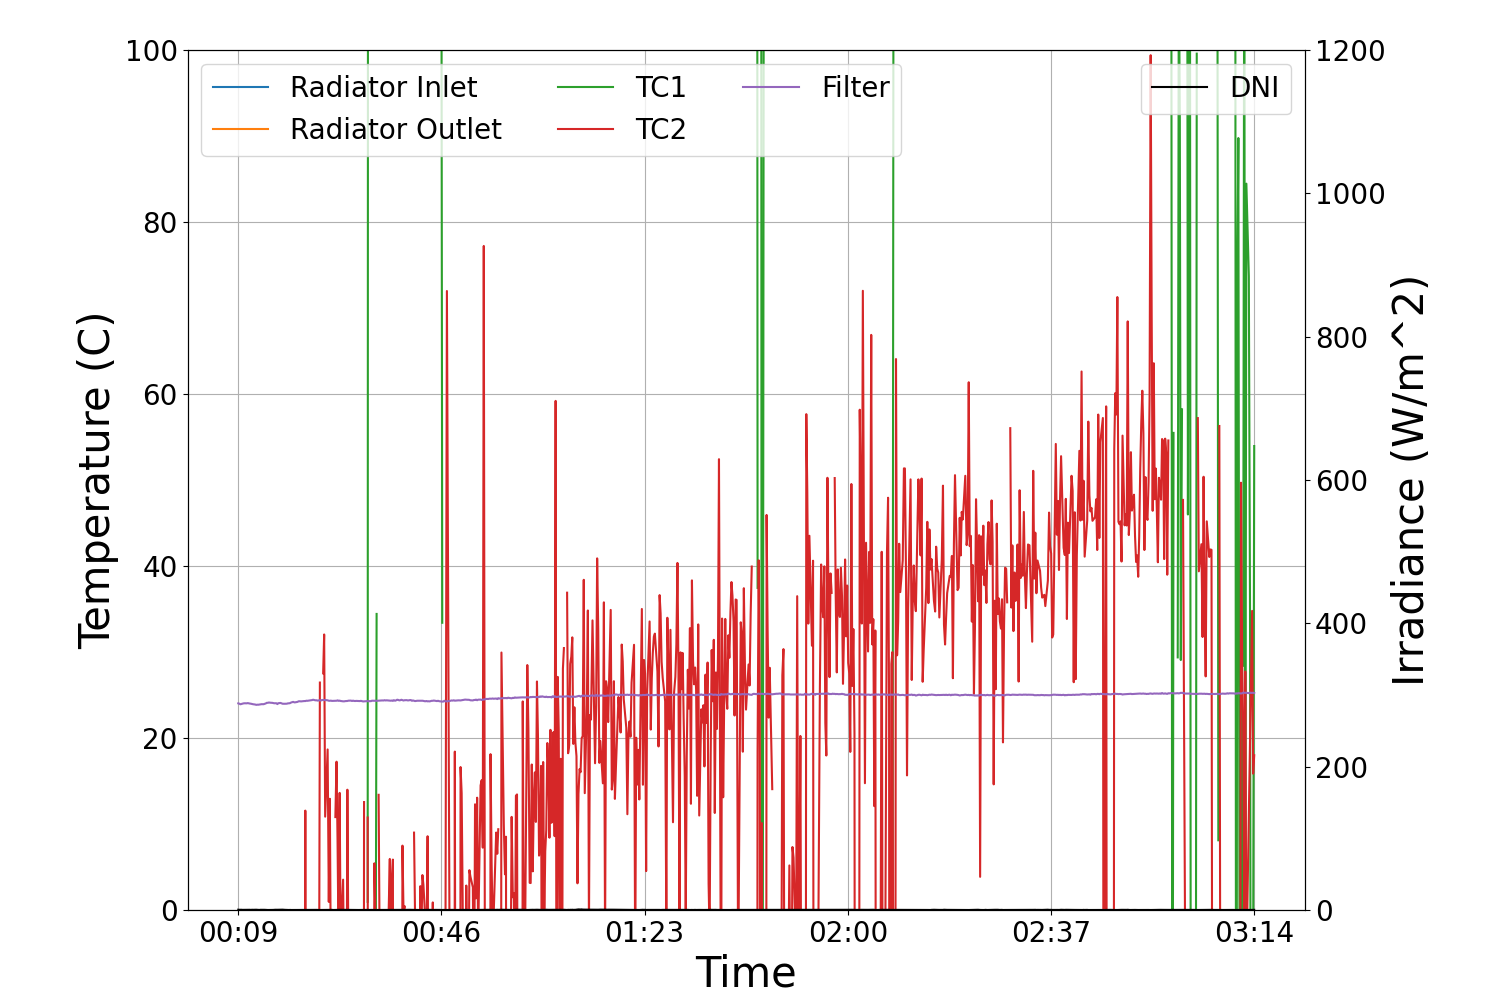 Radiator Inlet
Radiator Outlet
TC1
TC2
Filter
DNI
Temperature (C)
100
80
60
40
20
0
1200
1000
800
600
400
200
0
Irradiance (W/m^2)
00:09 00:46 01:23 02:00 02:37 03:14
Time